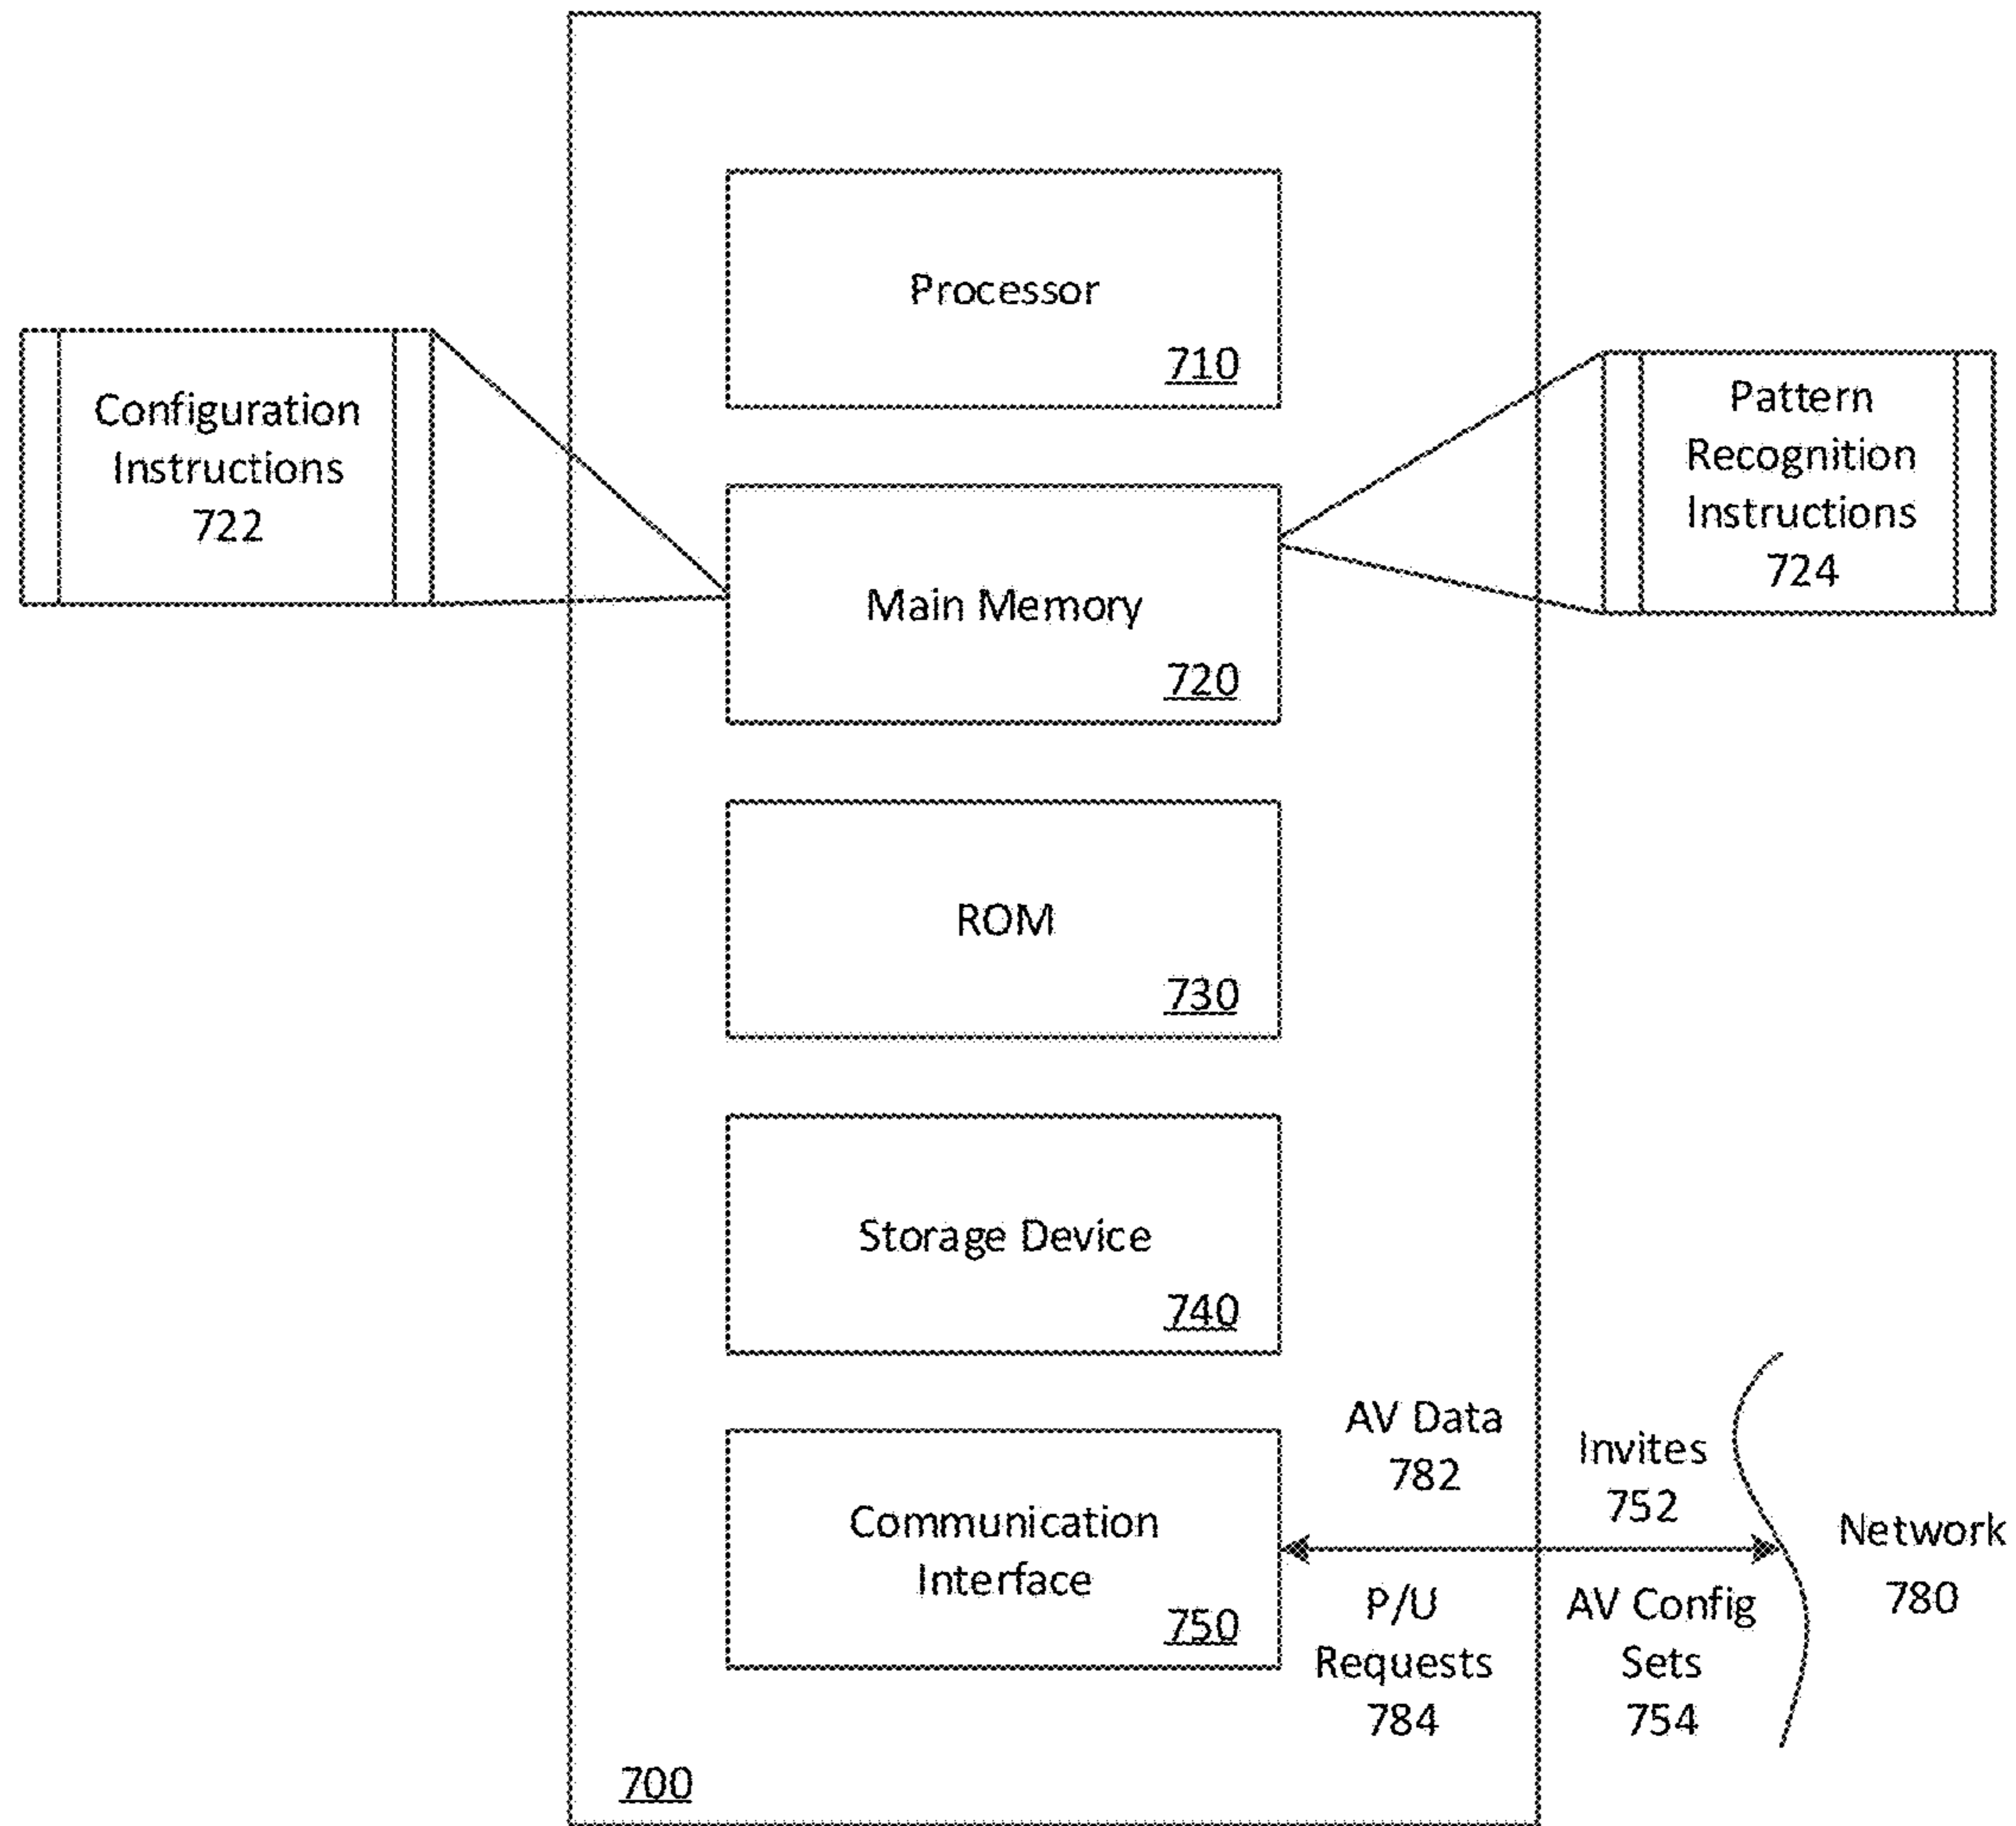 Processor
710
Configuration
Instructions
722
Pattern
Recognition
Instructions
724
Main Memory
720
ROM
730
Storage Device
740
Communication
Interface
750
AV Data
782
Invites
752
P/U
Requests
784
AV Config
Sets
754
Network
780
700